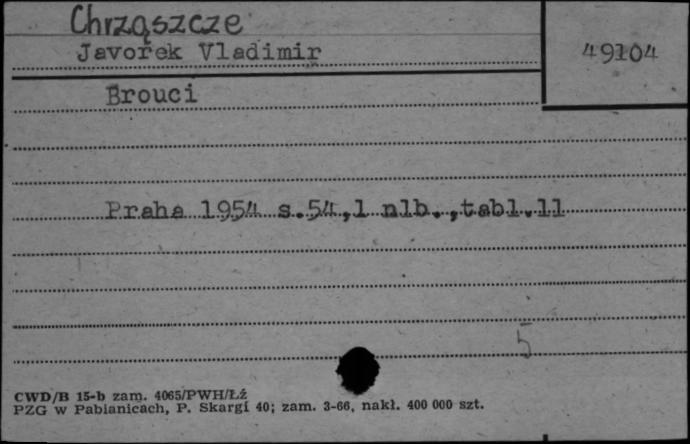 Chrząszcze
Javořek Vladimir
49104
Brouci
Praha 1954 s.54,1 nlb.,tabl.11
5
CWD/B 15-b zam. 4065/PWH/Łź
PZG w Pabianicach, P. Skargi 40; zam. 3-66, nakł. 400 000 szt.